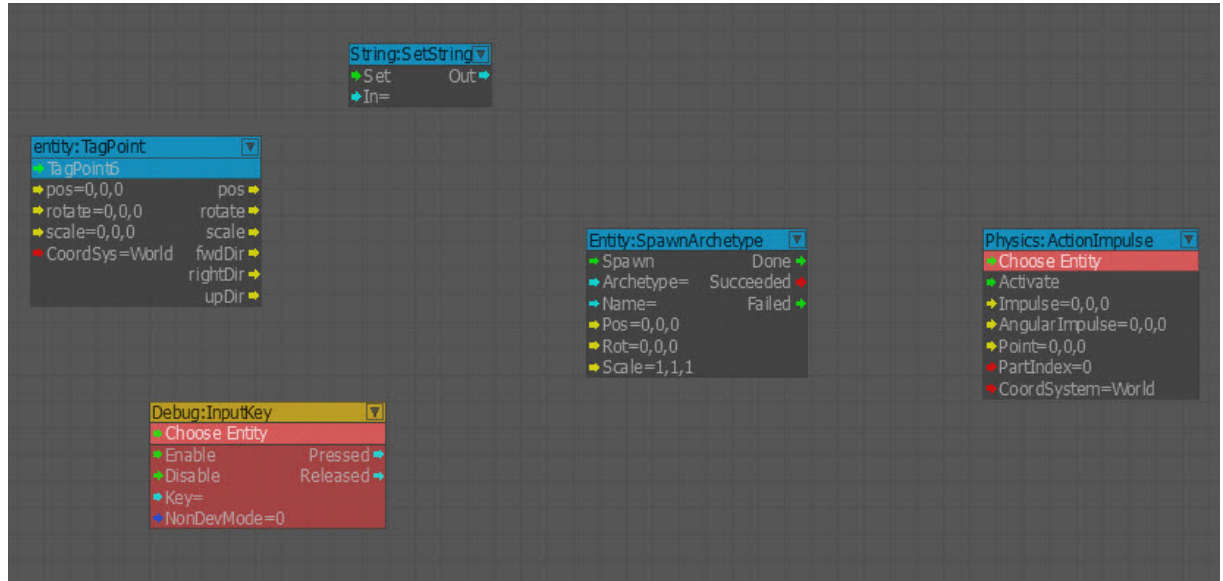 String:SetString
Set Out
In=
entity:TagPoint
TagPoint6
pos=0,0,0 pos
rotate=0,0,0 rotate
scale=0,0,0 scale
CoordSys=World fwdDir
rightDir
upDir
Entity:SpawnArchetype
Spawn Done
Archetype= Succeeded
Name= Failed
Pos=0,0,0
Rot=0,0,0
Scale=1,1,1
Physics:ActionImpulse
Choose Entity
Activate
Impulse=0,0,0
AngularImpulse=0,0,0
Point=0,0,0
PartIndex=0
CoordSystem=World
Debug:InputKey
Choose Entity
Enable Pressed
Disable Released
Key=
NonDevMode=0